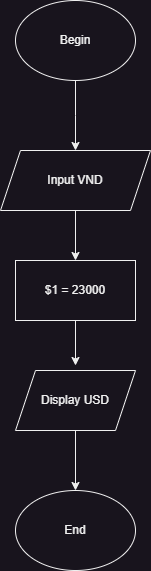 Begin
Input VND
$1 = 23000
Display USD
End